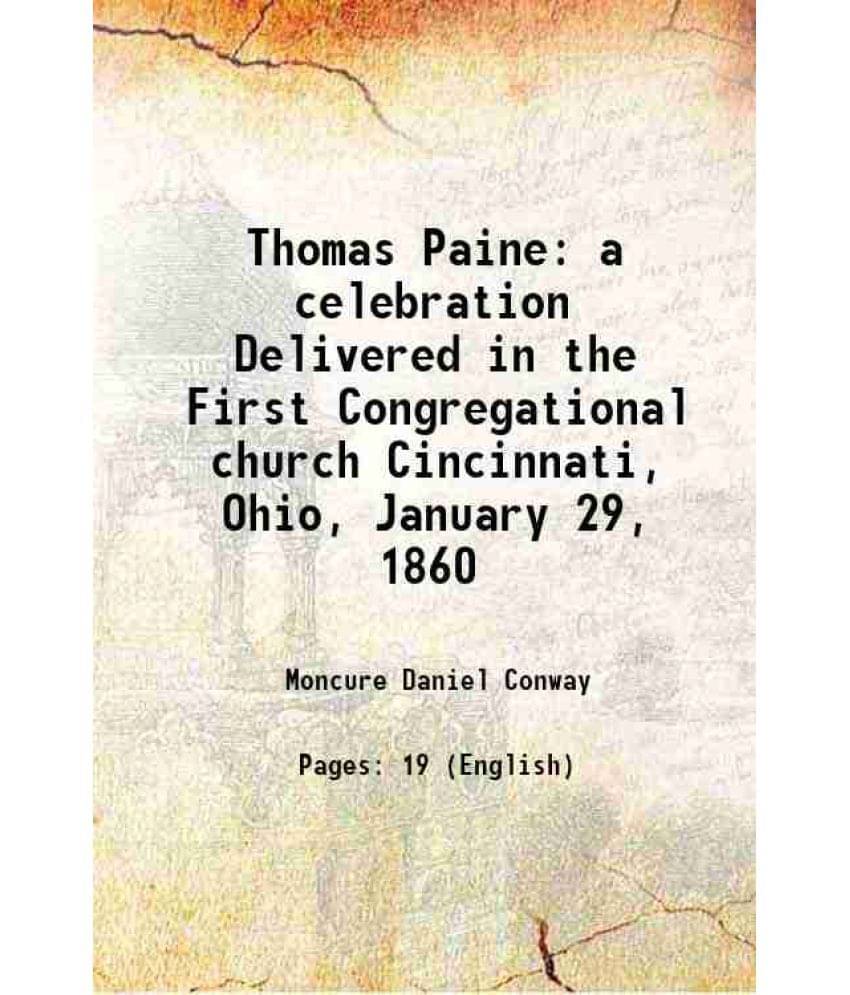 Thomas Paine: a
celebration
Delivered in the
First Congregational
church Cincinnati,
Ohio, January 29,
1860
Moncure Daniel Conway
Pages: 19 (English)